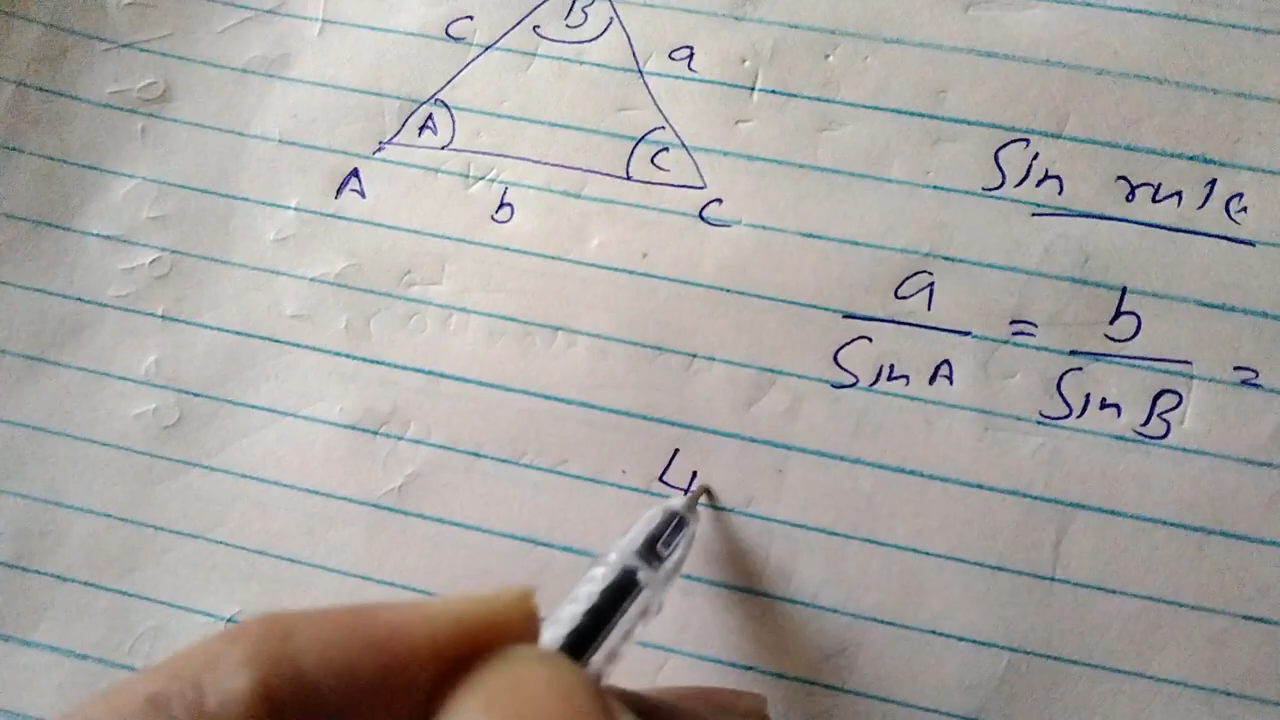 B
c
a
A
C
A
b
C
Sin rule
a/SinA = b/SinB =
4